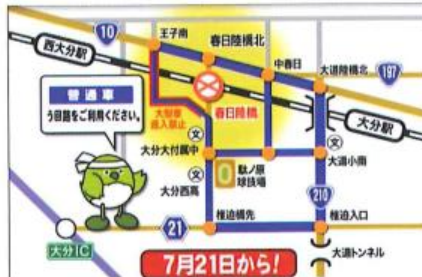 10
王子南
春日陸橋北
西大分駅
中春日
大道陸橋北
197
普通車
う回路をご利用ください。
大型車
進入禁止
春日陸橋
大分駅
文
大分大付属中
文
大道小南
駄ノ原
球技場
文
大分西高
210
椎迫橋先
椎迫入口
21
大分IC
大道トンネル
7月21日から!